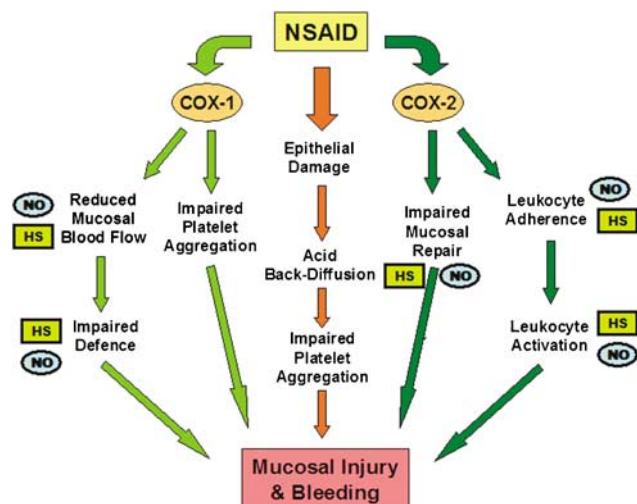 NSAID
COX-1
COX-2
Epithelial
Damage
NO
HS
Reduced
Mucosal
Blood Flow
Impaired
Platelet
Aggregation
Impaired
Mucosal
Repair
HS
NO
Leukocyte
Adherence
NO
HS
Acid
Back-Diffusion
HS
NO
Impaired
Defence
Impaired
Platelet
Aggregation
Leukocyte
Activation
HS
NO
Mucosal Injury
& Bleeding